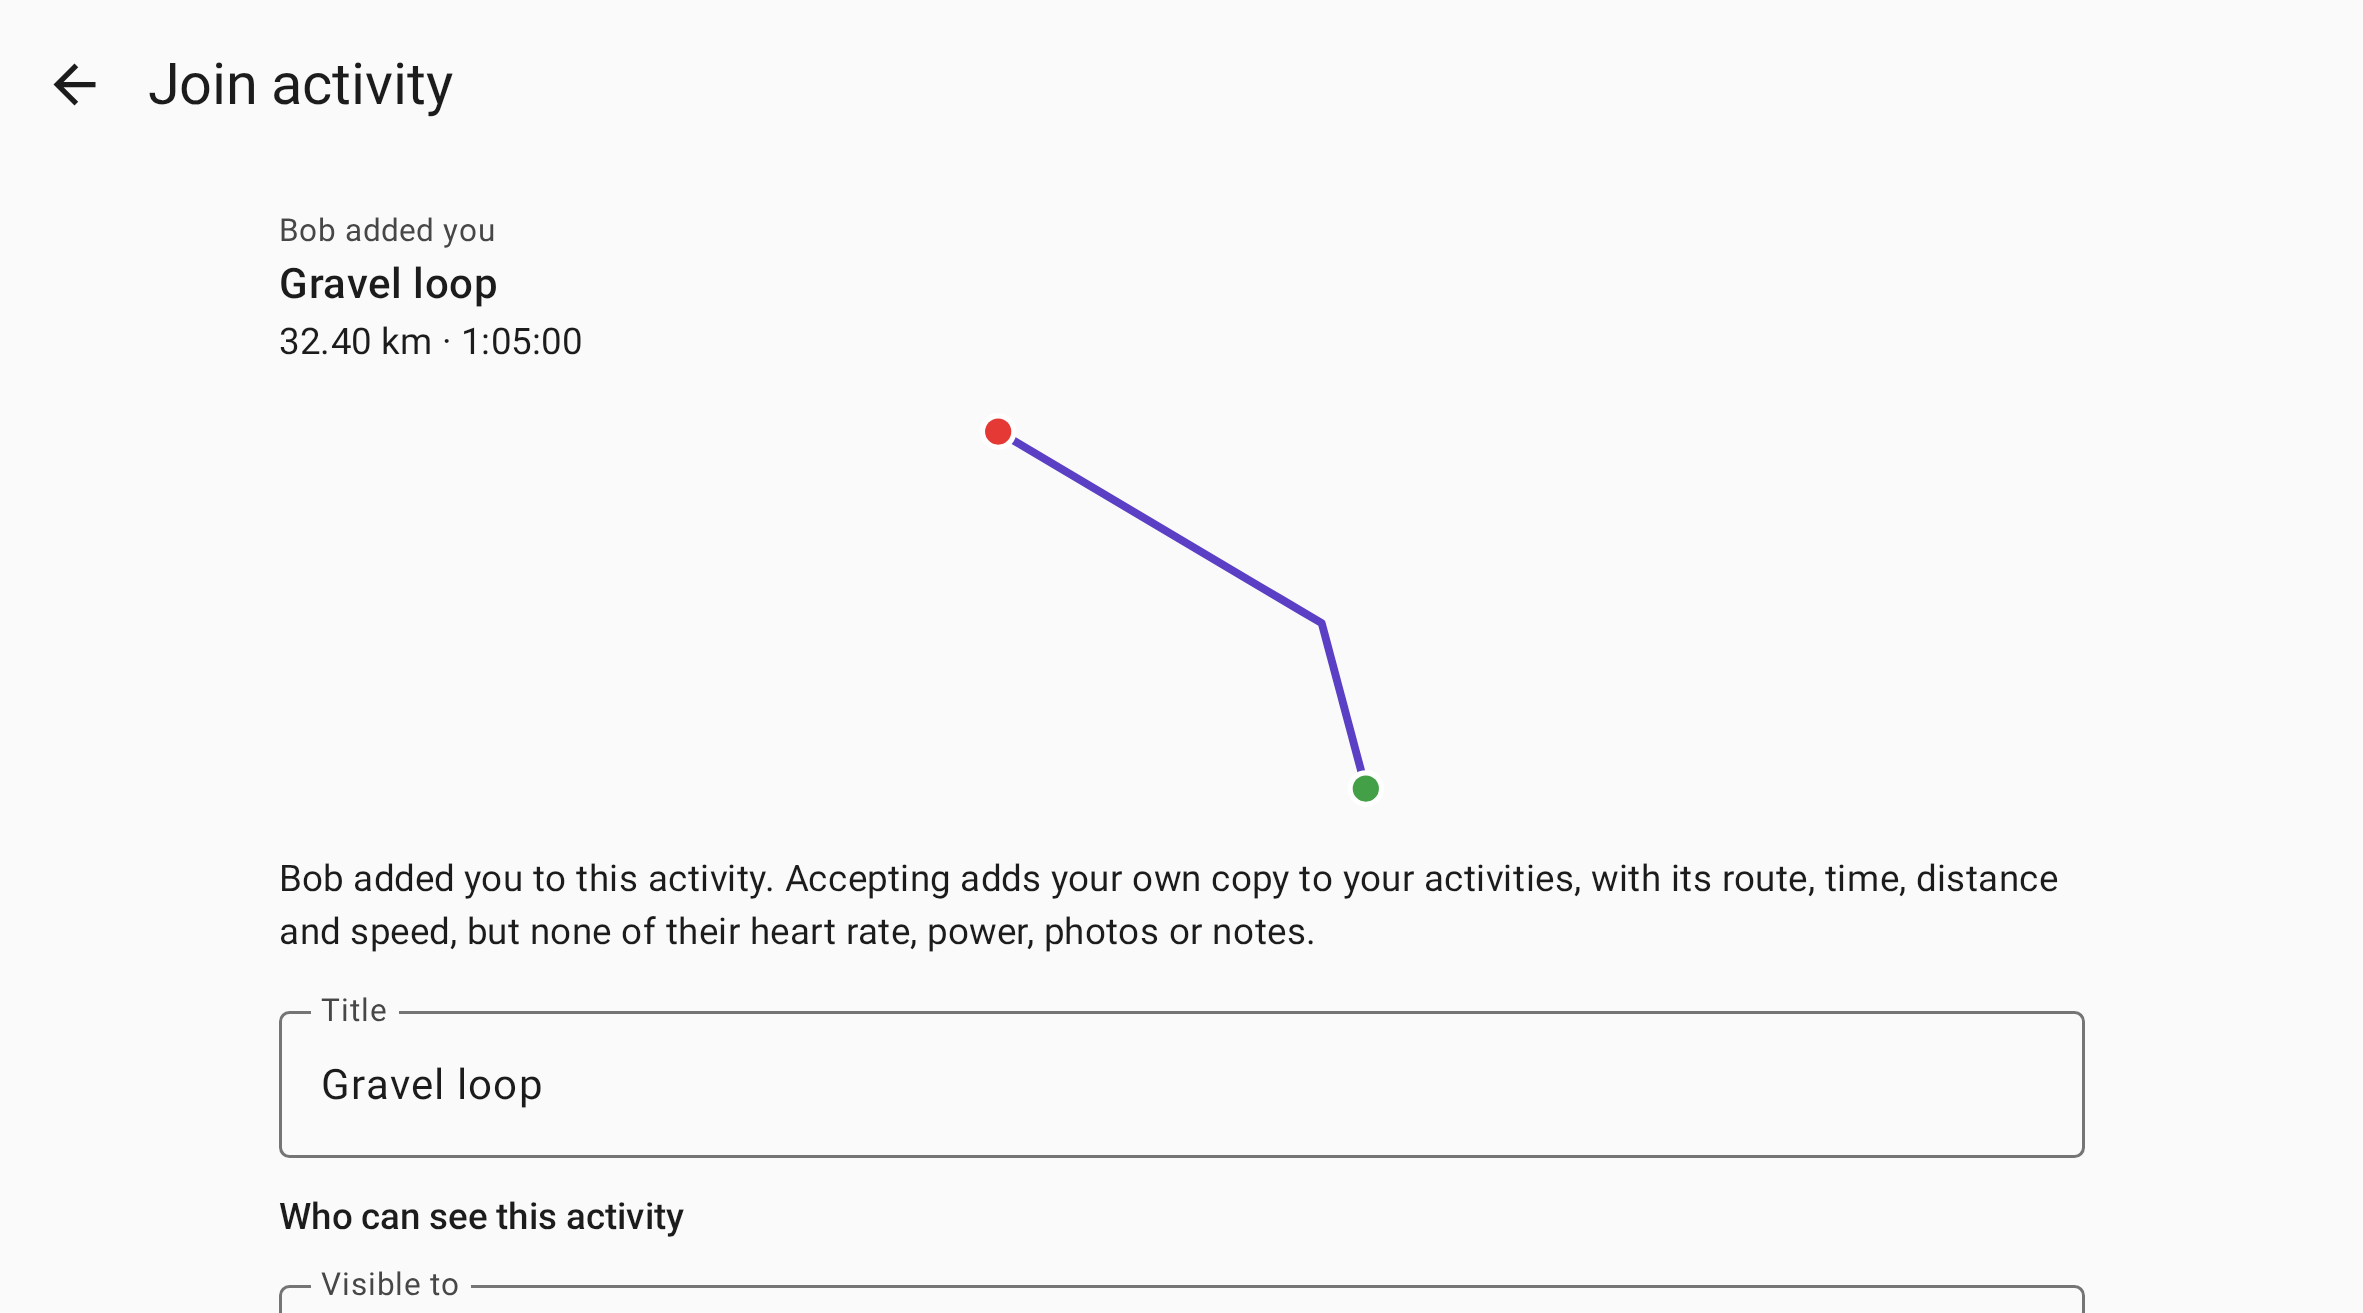 Join activity
Bob added you
Gravel loop
32.40 km · 1:05:00
Bob added you to this activity. Accepting adds your own copy to your activities, with its route, time, distance
and speed, but none of their heart rate, power, photos or notes.
Title
Gravel loop
Who can see this activity
Visible to